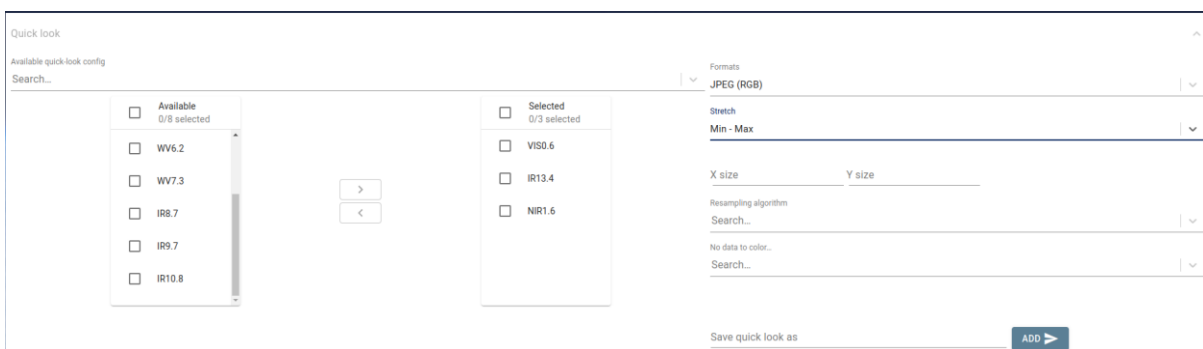 Quick look
Available quick-look config
Search...
Available
0/8 selected
WV6.2
WV7.3
IR8.7
IR9.7
IR10.8
>
<
Selected
0/3 selected
VIS0.6
IR13.4
NIR1.6
Formats
JPEG (RGB)
Stretch
Min - Max
X size
Y size
Resampling algorithm
Search...
No data to color...
Search...
Save quick look as
ADD